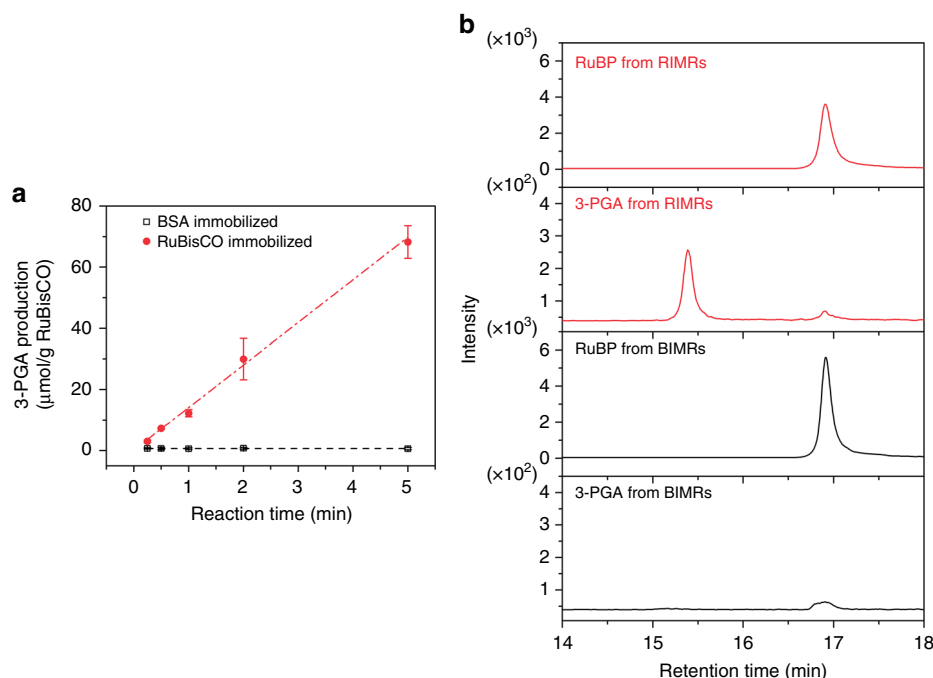 a
80
60
40
20
0
BSA immobilized
RuBisCO immobilized
3-PGA production
(μmol/g RuBisCO)
0 1 2 3 4 5
Reaction time (min)
b
(×10³)
6
4
2
0
RuBP from RIMRs
(×10²)
4
3
2
1
3-PGA from RIMRs
(×10³)
6
4
2
0
RuBP from BIMRs
(×10²)
4
3
2
1
3-PGA from BIMRs
Intensity
14 15 16 17 18
Retention time (min)